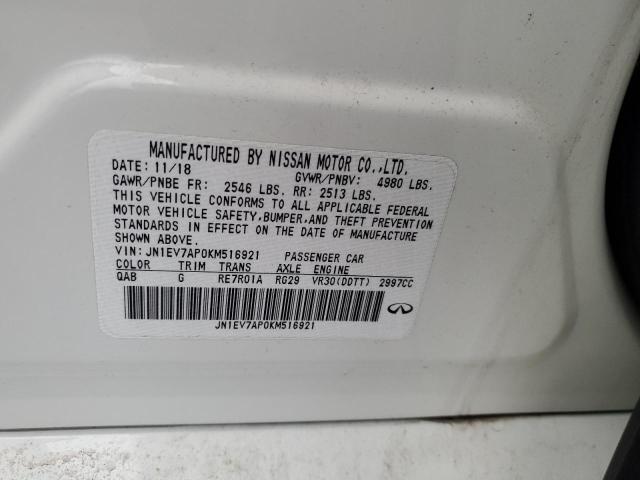 MANUFACTURED BY NISSAN MOTOR CO.,LTD.
DATE: 11/18 GVWR/PNBV: 4980 LBS.
GAWR/PNBE FR: 2546 LBS. RR: 2513 LBS.
THIS VEHICLE CONFORMS TO ALL APPLICABLE FEDERAL
MOTOR VEHICLE SAFETY,BUMPER,AND THEFT PREVENTION
STANDARDS IN EFFECT ON THE DATE OF MANUFACTURE
SHOWN ABOVE.
VIN: JN1EV7AP0KM516921 PASSENGER CAR
COLOR TRIM TRANS AXLE ENGINE
QAB G RE7R01A RG29 VR30(DDTT) 2997CC
JN1EV7AP0KM516921